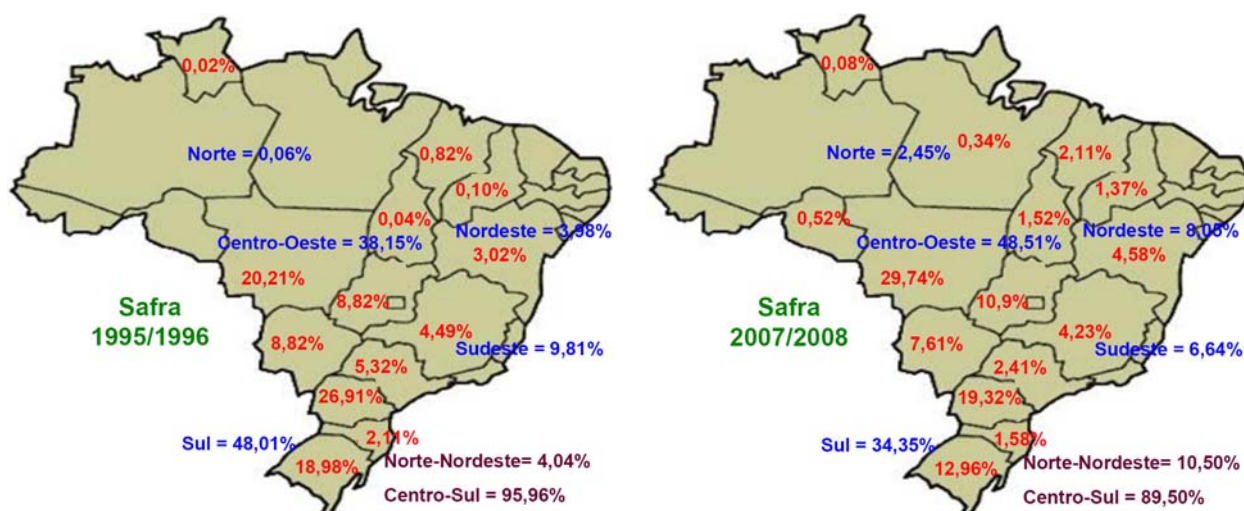 0,02%
Norte = 0,06%
0,82%
0,10%
0,04%
Nordeste = 3,98%
Centro-Oeste = 38,15%
3,02%
20,21%
8,82%
Safra
1995/1996
4,49%
8,82%
Sudeste = 9,81%
5,32%
26,91%
2,11%
Sul = 48,01%
18,98%
Norte-Nordeste= 4,04%
Centro-Sul = 95,96%
0,08%
0,34%
Norte = 2,45%
2,11%
1,37%
0,52%
1,52%
Nordeste = 8,05%
Centro-Oeste = 48,51%
4,58%
29,74%
10,9%
Safra
2007/2008
4,23%
7,61%
Sudeste = 6,64%
2,41%
19,32%
1,58%
Sul = 34,35%
12,96%
Norte-Nordeste= 10,50%
Centro-Sul = 89,50%